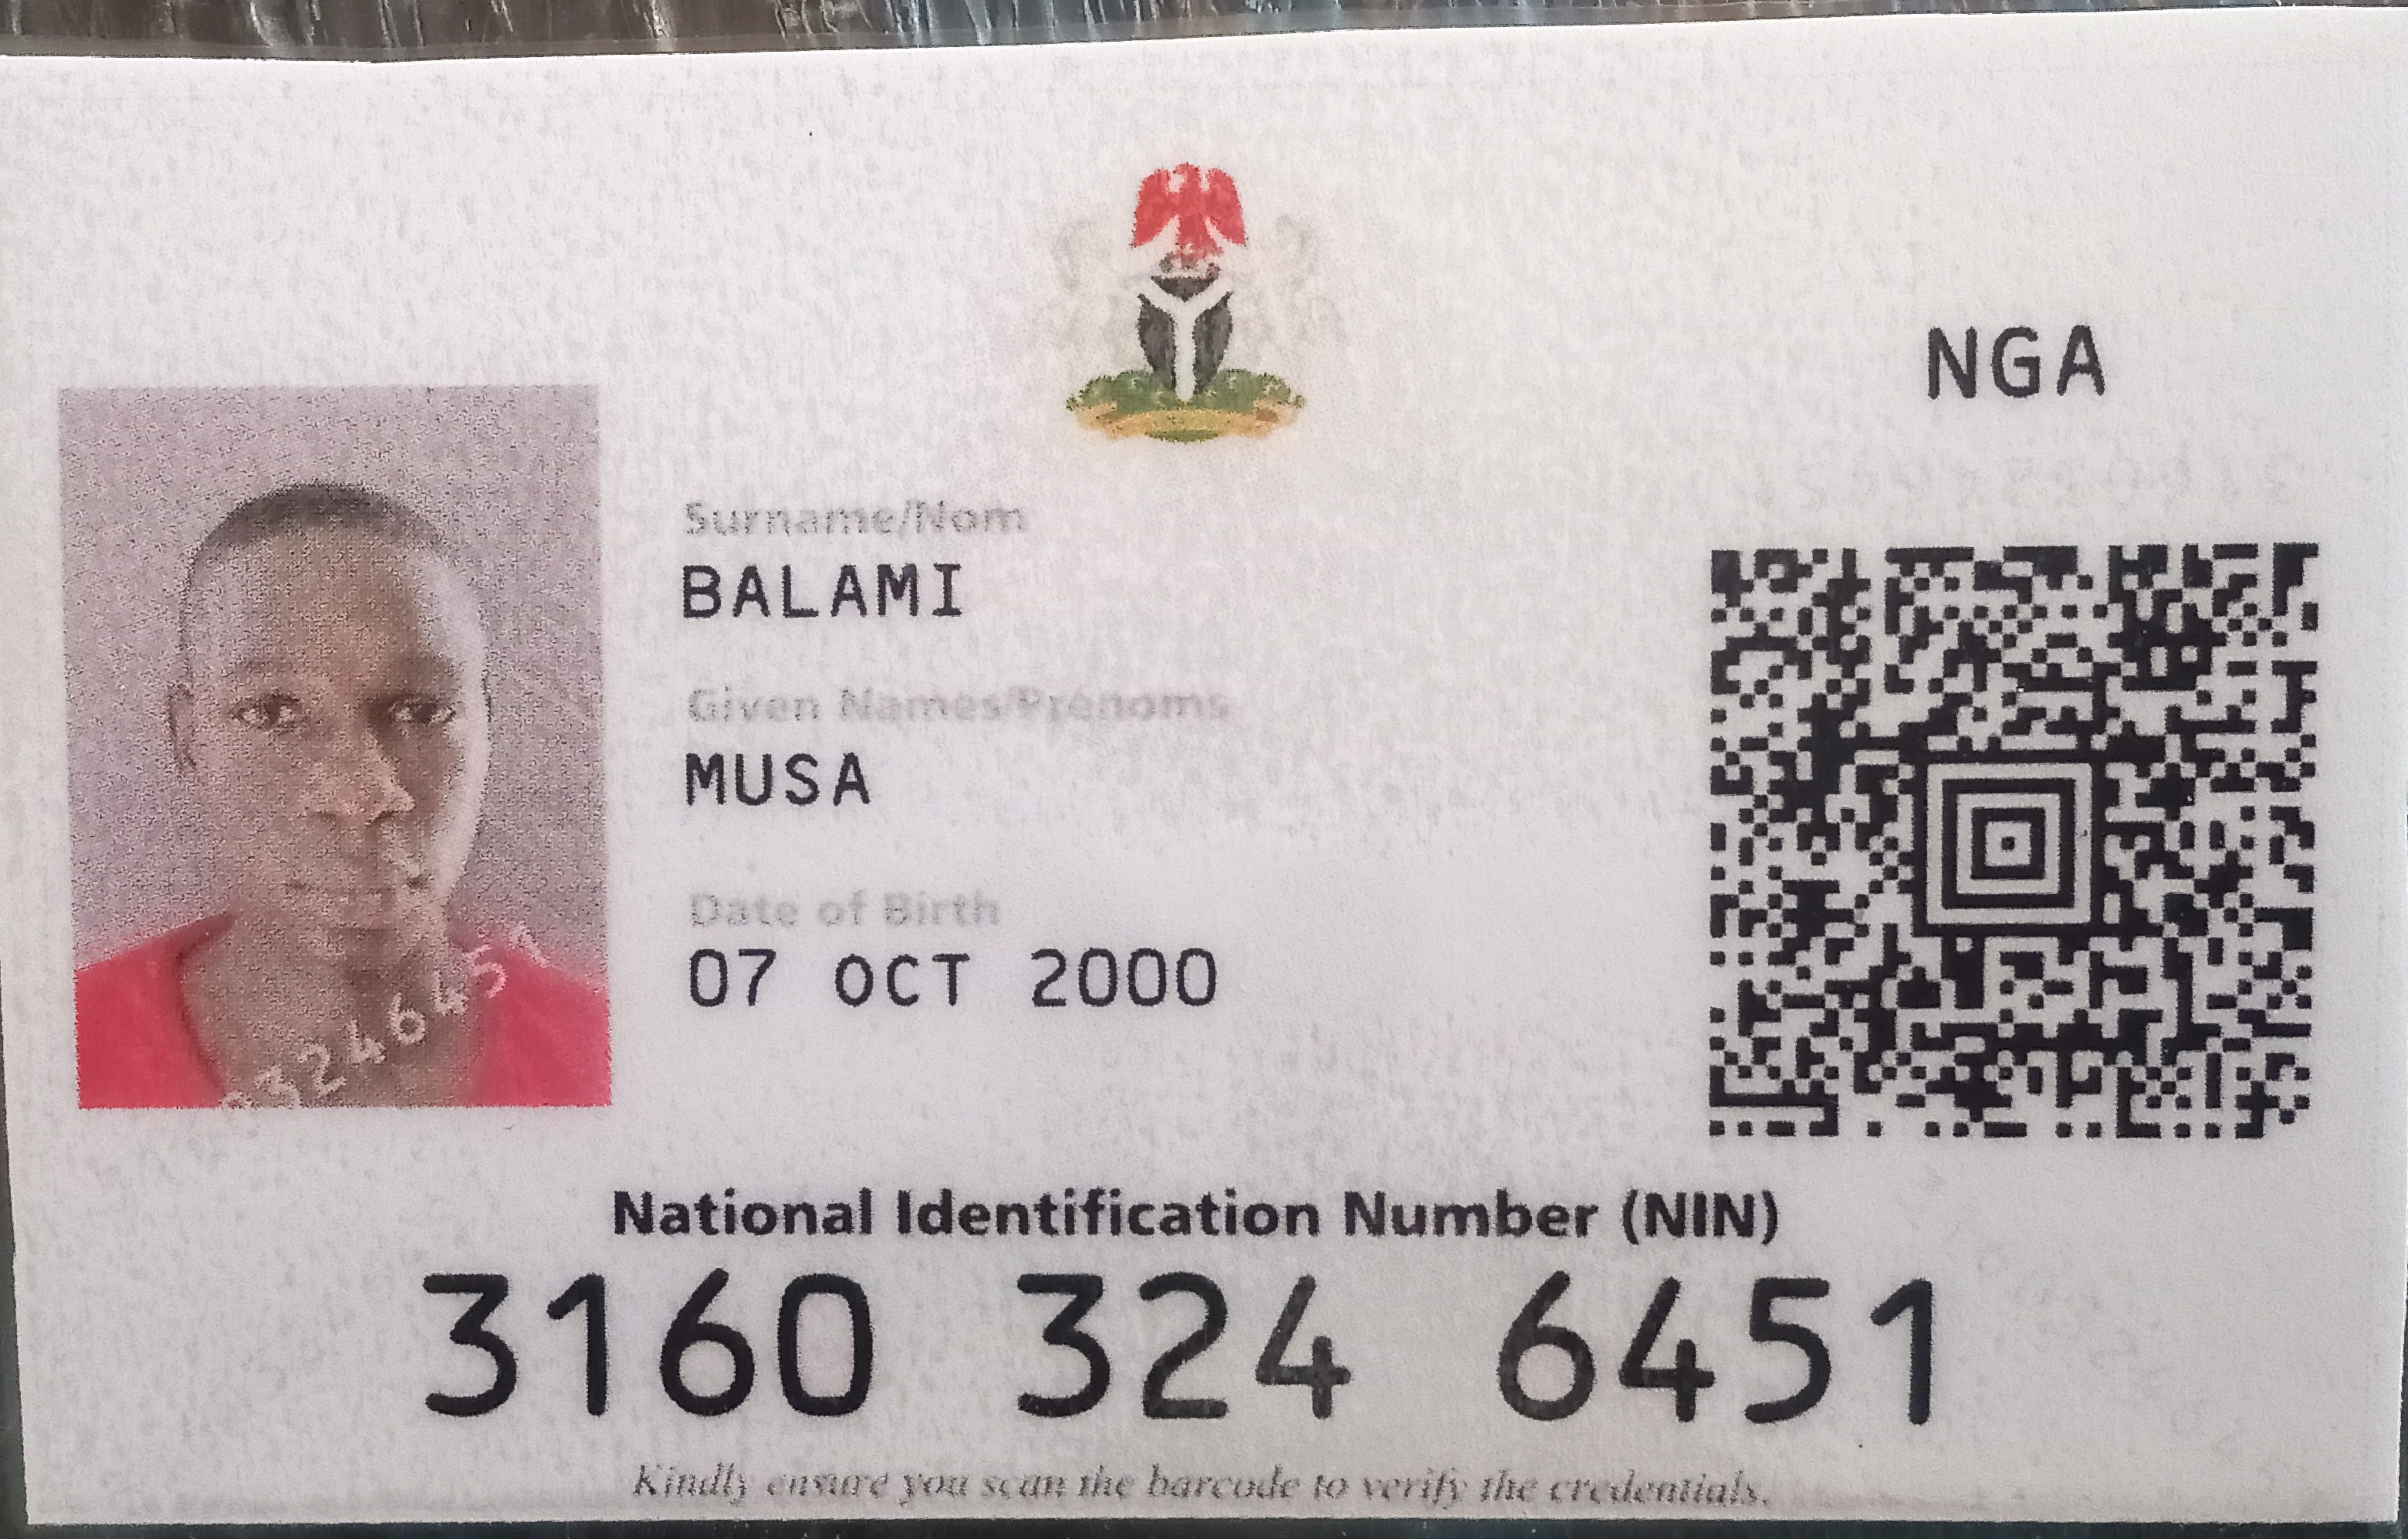 NGA
Surname/Nom
BALAMI
Given Names/Prénoms
MUSA
Date of Birth
07 OCT 2000
3246451
National Identification Number (NIN)
3160 324 6451
Kindly ensure you scan the barcode to verify the credentials.